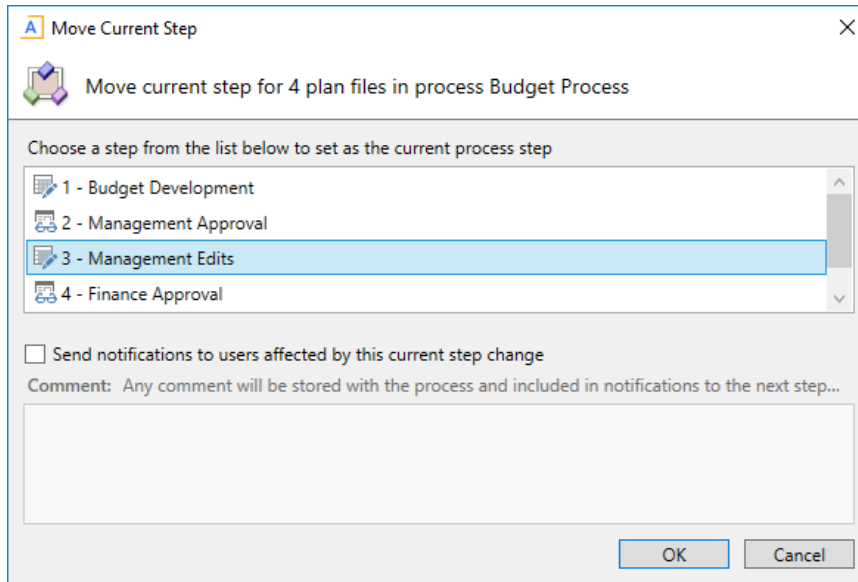 A Move Current Step
Move current step for 4 plan files in process Budget Process
Choose a step from the list below to set as the current process step
1 - Budget Development
2 - Management Approval
3 - Management Edits
4 - Finance Approval
Send notifications to users affected by this current step change
Comment: Any comment will be stored with the process and included in notifications to the next step...
OK Cancel